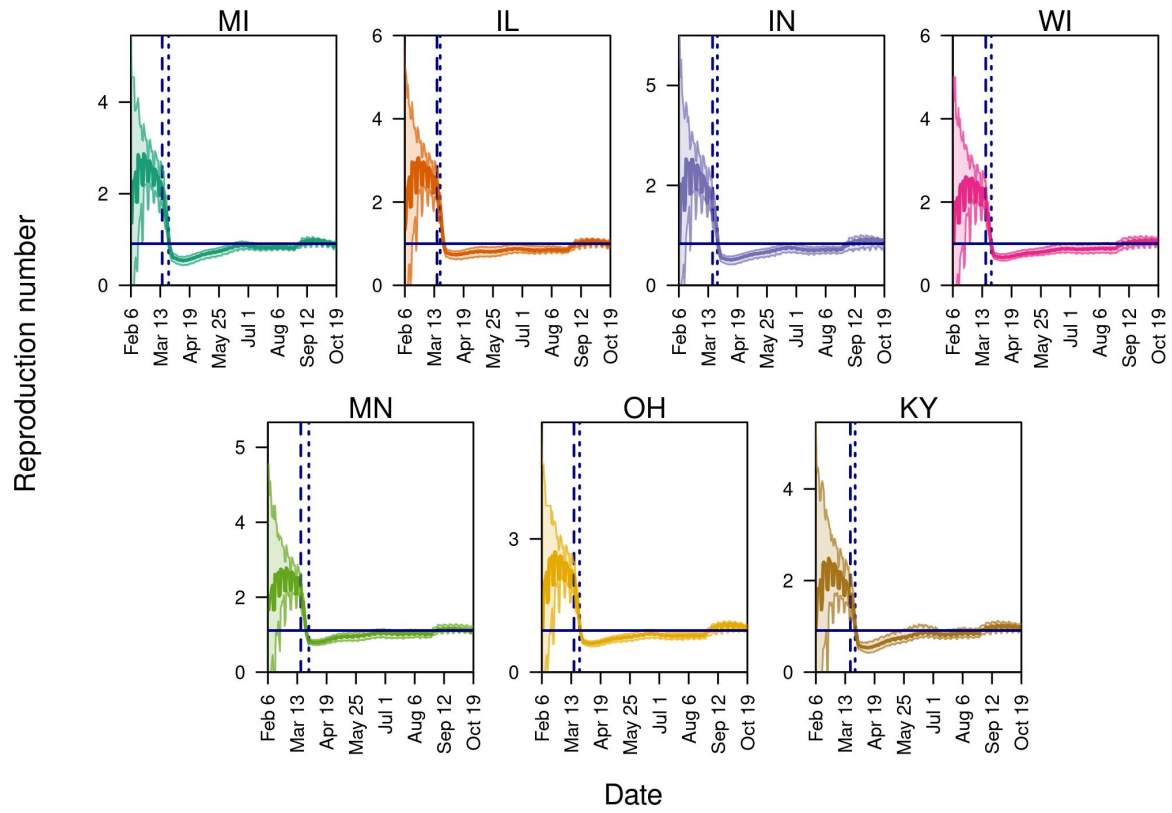 MI
IL
IN
WI
Reproduction number
4
2
0
6
4
2
0
5
2
0
6
4
2
0
Feb 6
Mar 13
Apr 19
May 25
Jul 1
Aug 6
Sep 12
Oct 19
Feb 6
Mar 13
Apr 19
May 25
Jul 1
Aug 6
Sep 12
Oct 19
Feb 6
Mar 13
Apr 19
May 25
Jul 1
Aug 6
Sep 12
Oct 19
Feb 6
Mar 13
Apr 19
May 25
Jul 1
Aug 6
Sep 12
Oct 19
MN
OH
KY
5
4
2
0
3
0
4
2
0
Feb 6
Mar 13
Apr 19
May 25
Jul 1
Aug 6
Sep 12
Oct 19
Feb 6
Mar 13
Apr 19
May 25
Jul 1
Aug 6
Sep 12
Oct 19
Feb 6
Mar 13
Apr 19
May 25
Jul 1
Aug 6
Sep 12
Oct 19
Date